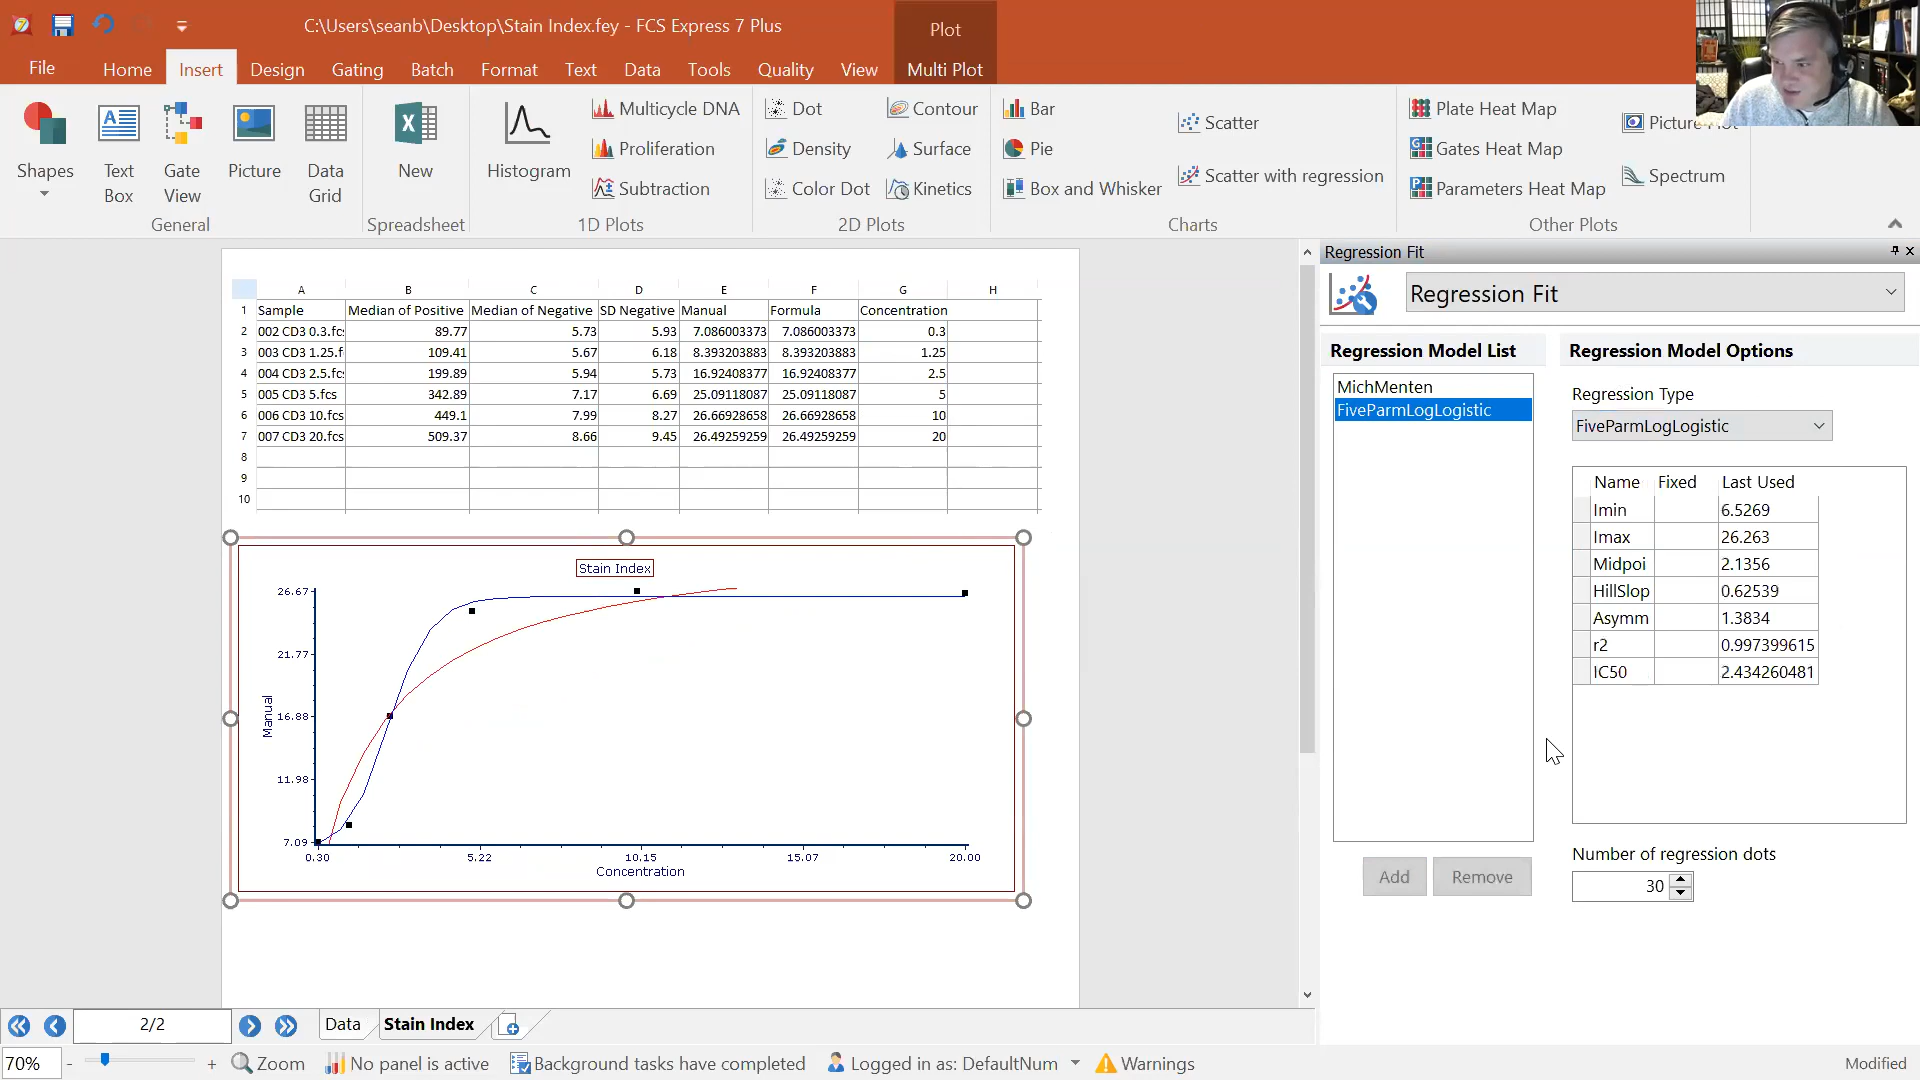 C:\Users\seanb\Desktop\Stain Index.fey - FCS Express 7 Plus
Plot
File Home Insert Design Gating Batch Format Text Data Tools Quality View Multi Plot
Shapes
Text Box
Gate View
Picture
Data Grid
General
New
Spreadsheet
Histogram
Multicycle DNA
Proliferation
Subtraction
1D Plots
Dot
Density
Color Dot
Contour
Surface
Kinetics
2D Plots
Bar
Pie
Box and Whisker
Scatter
Scatter with regression
Charts
Plate Heat Map
Gates Heat Map
Parameters Heat Map
Spectrum
Other Plots
A B C D E F G H
1 Sample Median of Positive Median of Negative SD Negative Manual Formula Concentration
2 002 CD3 0.3.fcs 89.77 5.73 5.93 7.086003373 7.086003373 0.3
3 003 CD3 1.25.f 109.41 5.67 6.18 8.393203883 8.393203883 1.25
4 004 CD3 2.5.fcs 199.89 5.94 5.73 16.92408377 16.92408377 2.5
5 005 CD3 5.fcs 342.89 7.17 6.69 25.09118087 25.09118087 5
6 006 CD3 10.fcs 449.1 7.99 8.27 26.66928658 26.66928658 10
7 007 CD3 20.fcs 509.37 8.66 9.45 26.49259259 26.49259259 20
8
9
10
Stain Index
26.67
21.77
16.88
11.98
7.09
Manual
0.30 5.22 10.15 15.07 20.00
Concentration
Regression Fit
Regression Fit
Regression Model List
MichMenten
FiveParmLogLogistic
Add Remove
Regression Model Options
Regression Type
FiveParmLogLogistic
Name Fixed Last Used
Imin 6.5269
Imax 26.263
Midpoi 2.1356
HillSlop 0.62539
Asymm 1.3834
r2 0.997399615
IC50 2.434260481
Number of regression dots
30
2/2 Data Stain Index
70% - + Zoom No panel is active Background tasks have completed Logged in as: DefaultNum Warnings Modified